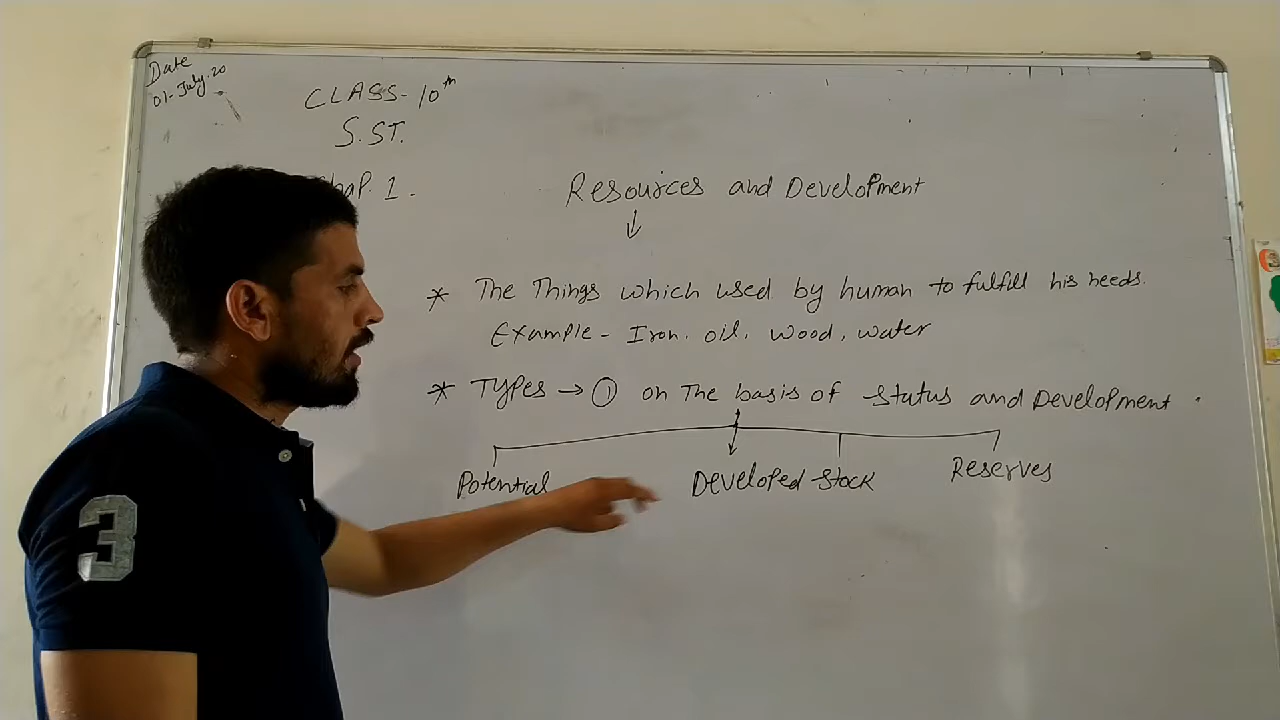 Date
01-July-20
CLASS-10th
S.ST.
Chap. 1.
Resources and Development
* The Things which used by human to fulfill his needs.
Example - Iron, oil, wood, water
* Types → ① on The basis of status and Development.
Potential Developed stock Reserves
3